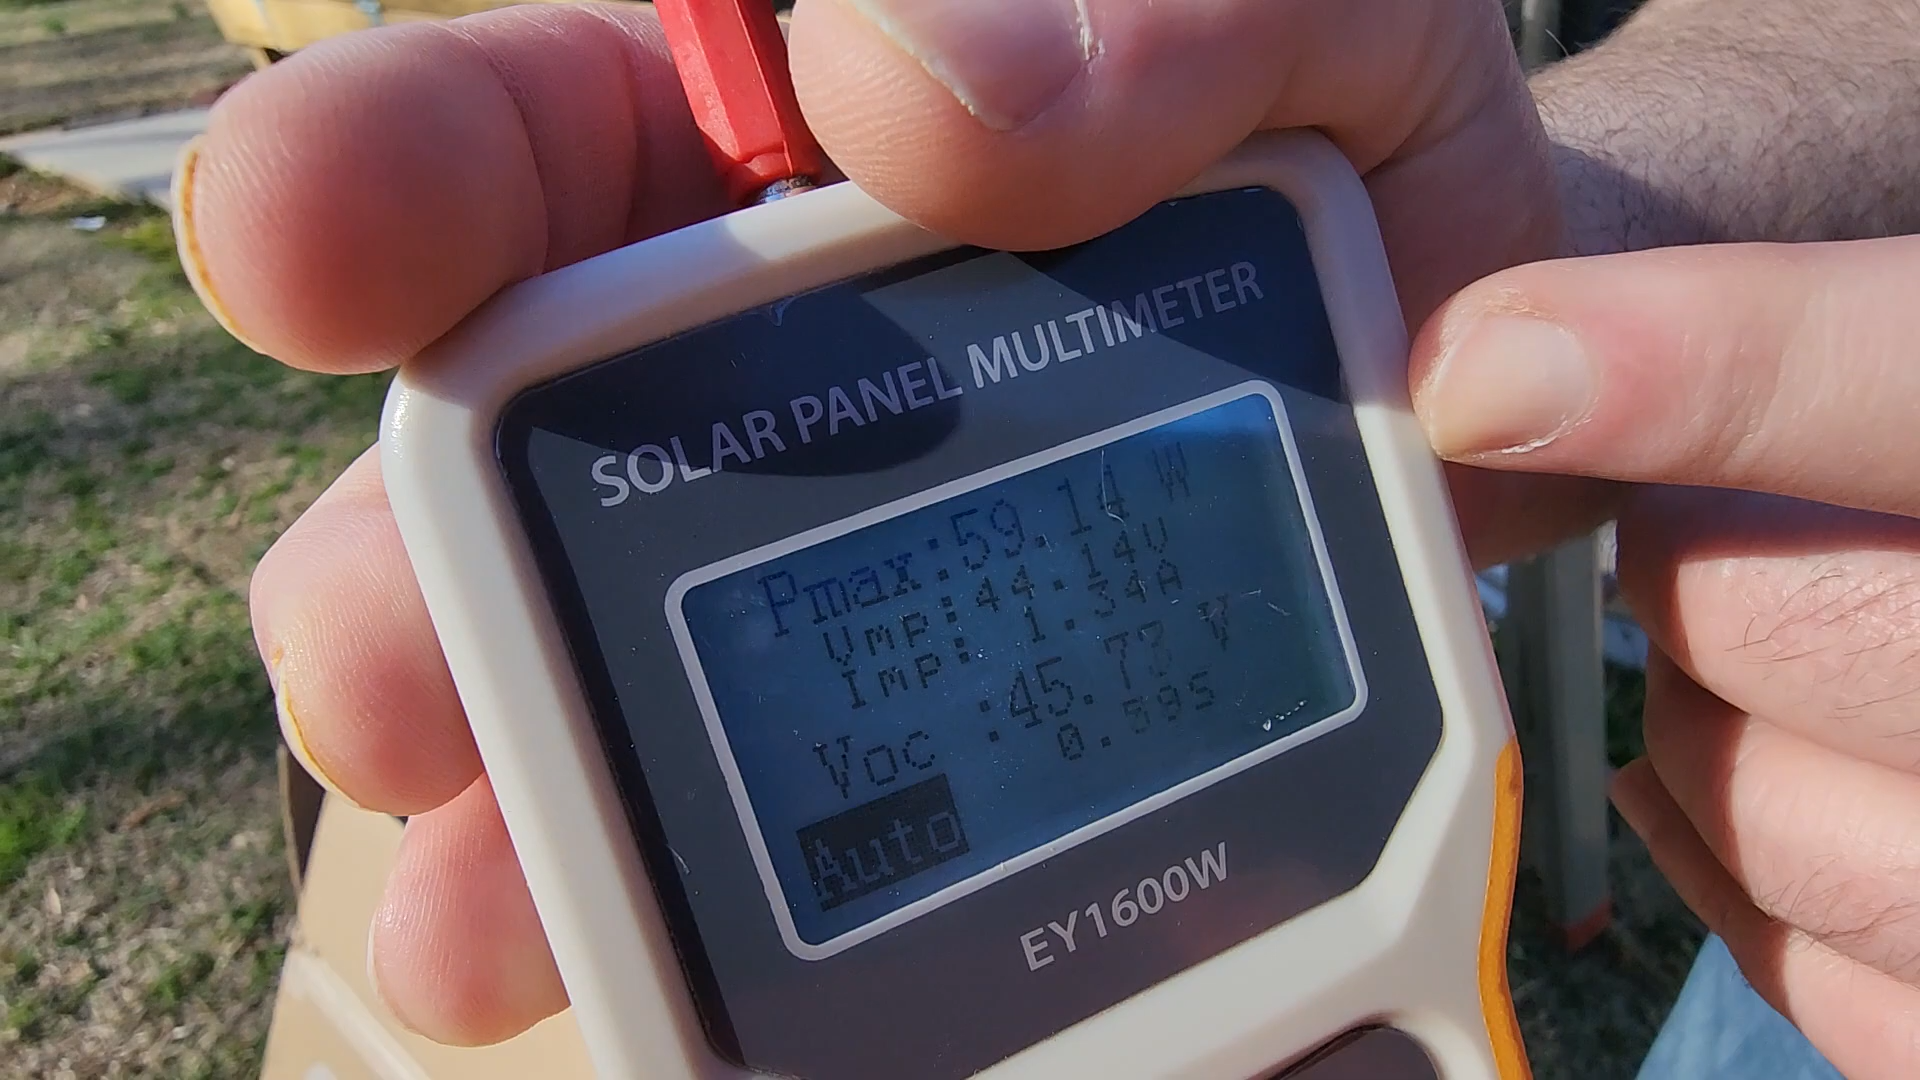 SOLAR PANEL MULTIMETER
Pmax:59.14 W
Vmp:44.14V
Imp: 1.34A
Voc :45.73 V
0.59s
Auto
EY1600W